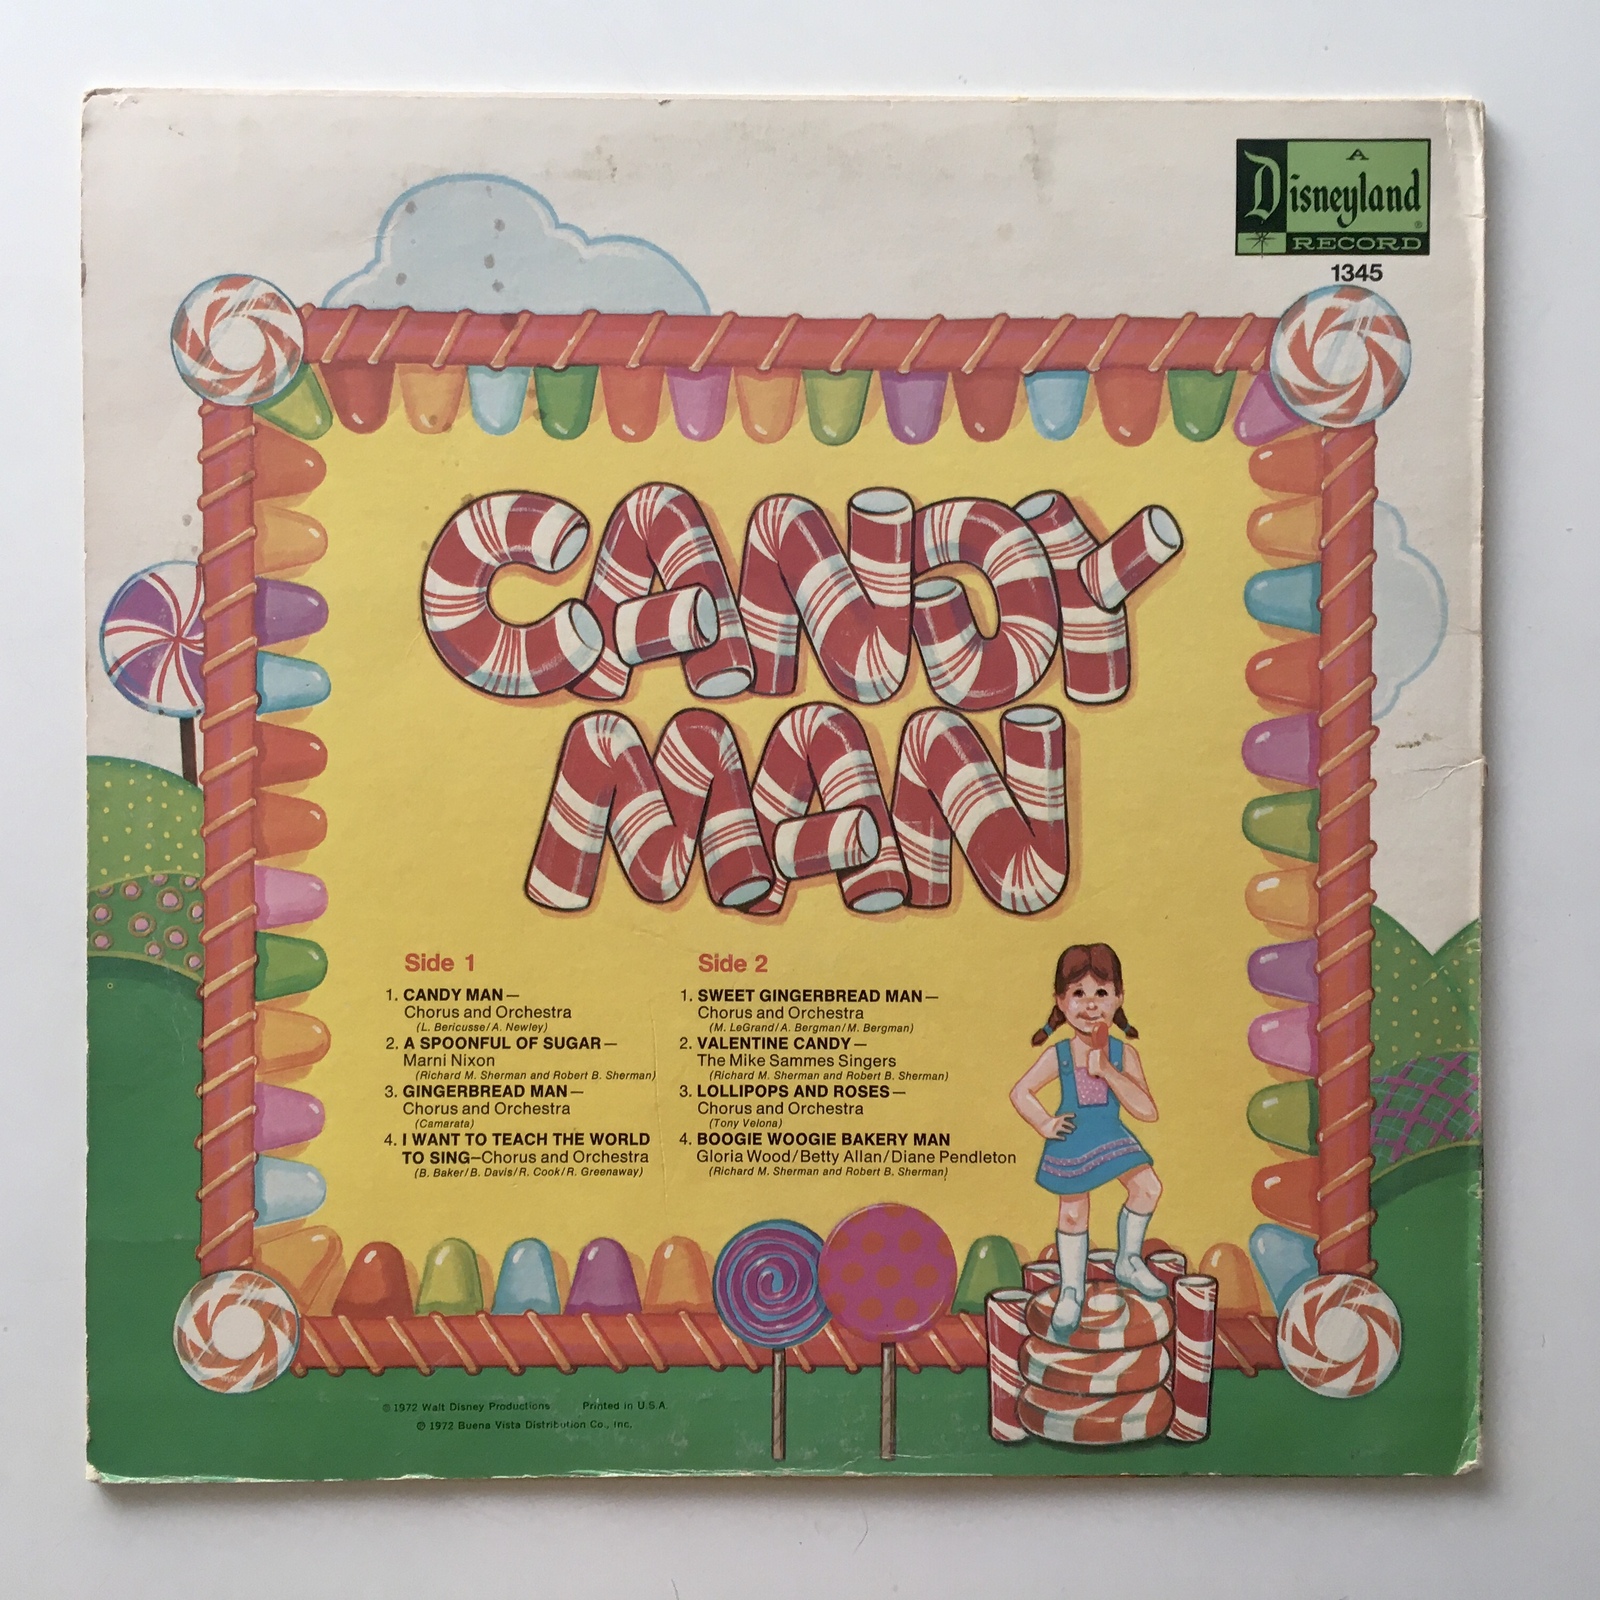 A
Disneyland
RECORD
1345
CANDY
MAN
Side 1
1. CANDY MAN—
Chorus and Orchestra
(L. Bericusse/A. Newley)
2. A SPOONFUL OF SUGAR—
Marni Nixon
(Richard M. Sherman and Robert B. Sherman)
3. GINGERBREAD MAN—
Chorus and Orchestra
(Camarata)
4. I WANT TO TEACH THE WORLD
TO SING—Chorus and Orchestra
(B. Baker/B. Davis/R. Cook/R. Greenaway)
Side 2
1. SWEET GINGERBREAD MAN—
Chorus and Orchestra
(M. LeGrand/A. Bergman/M. Bergman)
2. VALENTINE CANDY—
The Mike Sammes Singers
(Richard M. Sherman and Robert B. Sherman)
3. LOLLIPOPS AND ROSES—
Chorus and Orchestra
(Tony Velona)
4. BOOGIE WOOGIE BAKERY MAN
Gloria Wood/Betty Allan/Diane Pendleton
(Richard M. Sherman and Robert B. Sherman)
© 1972 Walt Disney Productions Printed in U.S.A.
© 1972 Buena Vista Distribution Co., Inc.